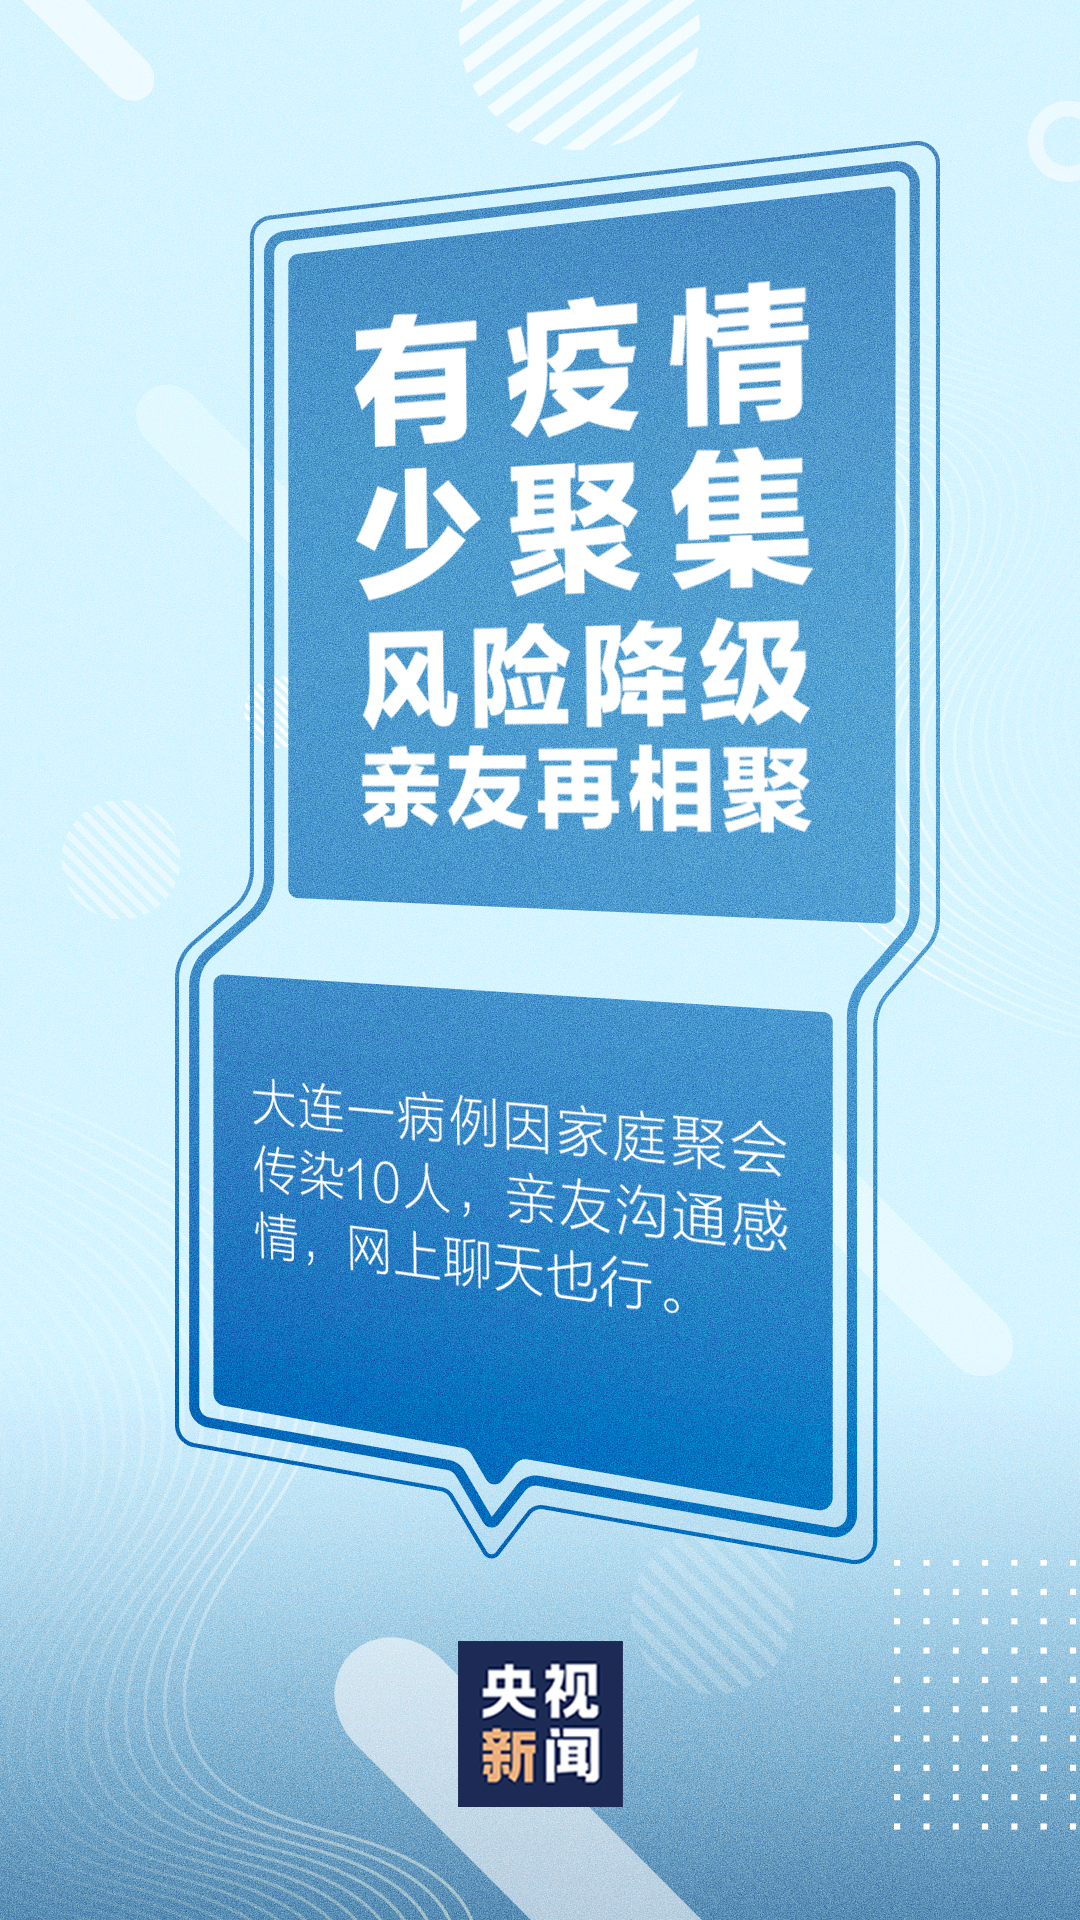 有疫情
少聚集
风险降级
亲友再相聚
大连一病例因家庭聚会
传染10人，亲友沟通感
情，网上聊天也行。
央视
新闻